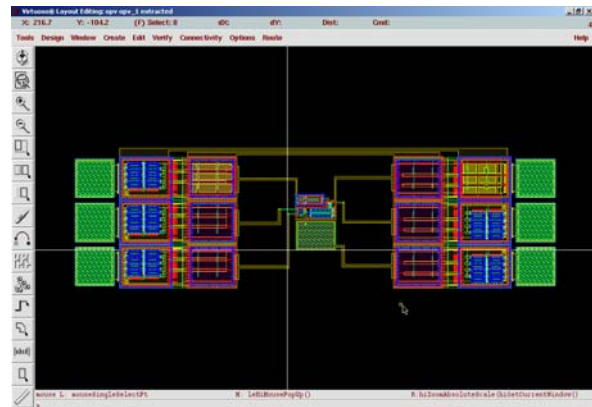 Virtuoso® Layout Editing: opv opv_1 extracted
X: 216.7 Y: -104.2 (F) Select: 0 dX: dY: Dist: Cmd:
Tools Design Window Create Edit Verify Connectivity Options Route Help
[abcd]
mouse L: mouseSingleSelectPt M: leHiMousePopUp() R: hiZoomAbsoluteScale(hiGetCurrentWindow()